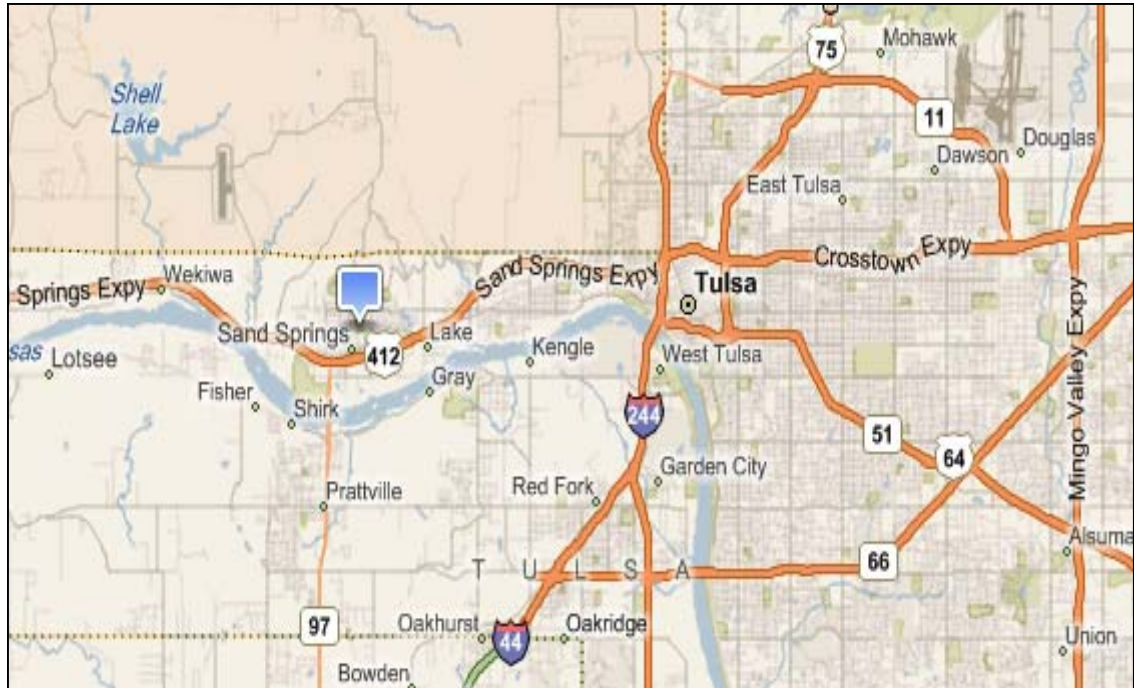 75
Mohawk
Shell
Lake
11
Douglas
Dawson
East Tulsa
Sand Springs Expy
Crosstown Expy
Springs Expy
Wekiwa
Tulsa
Mingo Valley Expy
Sand Springs
412
Lake
Kengle
West Tulsa
sas
Lotsee
Fisher
Gray
Shirk
244
51
64
Garden City
Red Fork
Prattville
Alsuma
66
T U L S A
97
Oakhurst
44
Oakridge
Union
Bowden